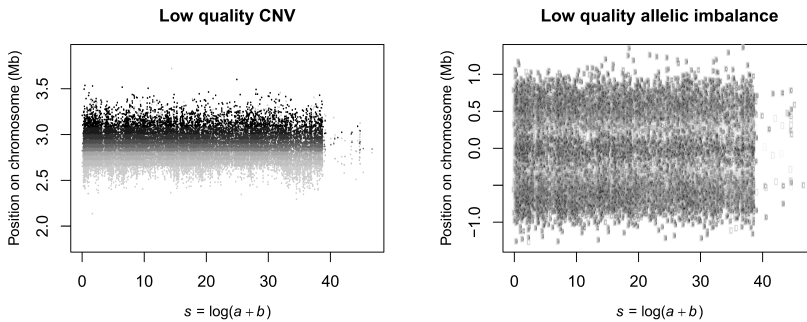 Low quality CNV
Low quality allelic imbalance
Position on chromosome (Mb)
3.5
3.0
2.5
2.0
0 10 20 30 40
s = log(a + b)
Position on chromosome (Mb)
1.0
0.5
0.0
−1.0
0 10 20 30 40
s = log(a + b)